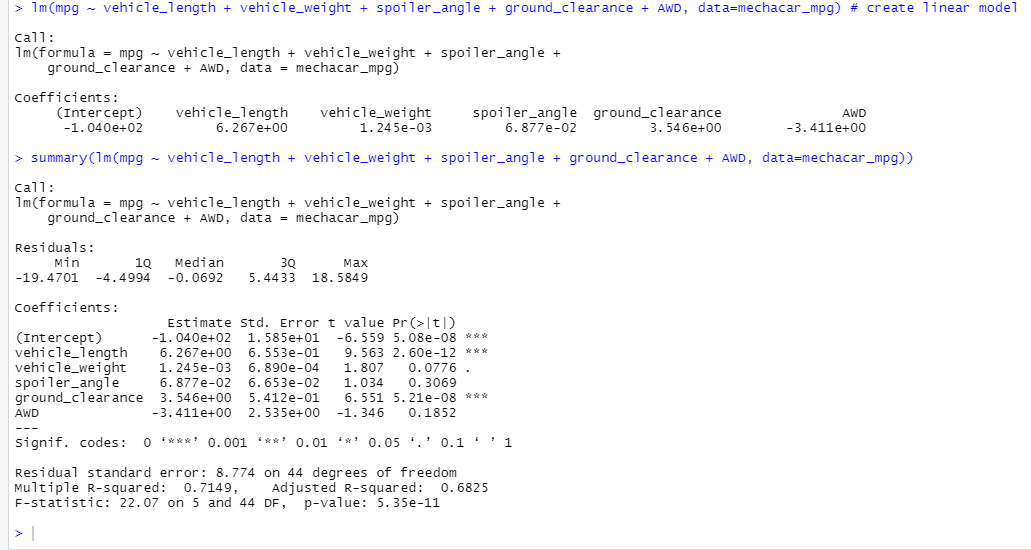 > lm(mpg ~ vehicle_length + vehicle_weight + spoiler_angle + ground_clearance + AWD, data=mechacar_mpg) # create linear model
Call:
lm(formula = mpg ~ vehicle_length + vehicle_weight + spoiler_angle +
    ground_clearance + AWD, data = mechacar_mpg)
Coefficients:
     (Intercept)    vehicle_length    vehicle_weight     spoiler_angle  ground_clearance               AWD
      -1.040e+02         6.267e+00         1.245e-03         6.877e-02         3.546e+00        -3.411e+00
> summary(lm(mpg ~ vehicle_length + vehicle_weight + spoiler_angle + ground_clearance + AWD, data=mechacar_mpg))
Call:
lm(formula = mpg ~ vehicle_length + vehicle_weight + spoiler_angle +
    ground_clearance + AWD, data = mechacar_mpg)
Residuals:
     Min       1Q   Median       3Q      Max
-19.4701  -4.4994  -0.0692   5.4433  18.5849
Coefficients:
                   Estimate Std. Error t value Pr(>|t|)
(Intercept)      -1.040e+02  1.585e+01  -6.559 5.08e-08 ***
vehicle_length    6.267e+00  6.553e-01   9.563 2.60e-12 ***
vehicle_weight    1.245e-03  6.890e-04   1.807   0.0776 .
spoiler_angle     6.877e-02  6.653e-02   1.034   0.3069
ground_clearance  3.546e+00  5.412e-01   6.551 5.21e-08 ***
AWD              -3.411e+00  2.535e+00  -1.346   0.1852
---
Signif. codes:  0 ‘***’ 0.001 ‘**’ 0.01 ‘*’ 0.05 ‘.’ 0.1 ‘ ’ 1
Residual standard error: 8.774 on 44 degrees of freedom
Multiple R-squared:  0.7149,    Adjusted R-squared:  0.6825
F-statistic: 22.07 on 5 and 44 DF,  p-value: 5.35e-11
>